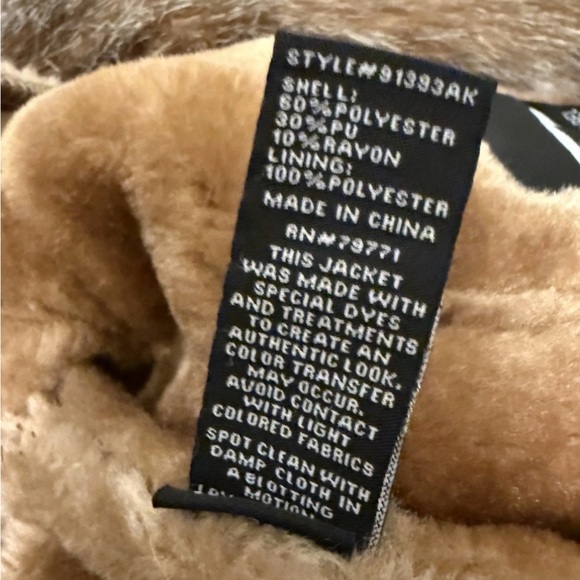 STYLE#91393AK
SHELL:
60%POLYESTER
30%PU
10%RAYON
LINING:
100%POLYESTER
MADE IN CHINA
RN#79771
THIS JACKET
WAS MADE WITH
SPECIAL DYES
AND TREATMENTS
TO CREATE AN
AUTHENTIC LOOK.
COLOR TRANSFER
MAY OCCUR.
AVOID CONTACT
WITH LIGHT
COLORED FABRICS
SPOT CLEAN WITH
DAMP CLOTH IN
A BLOTTING
MOTION